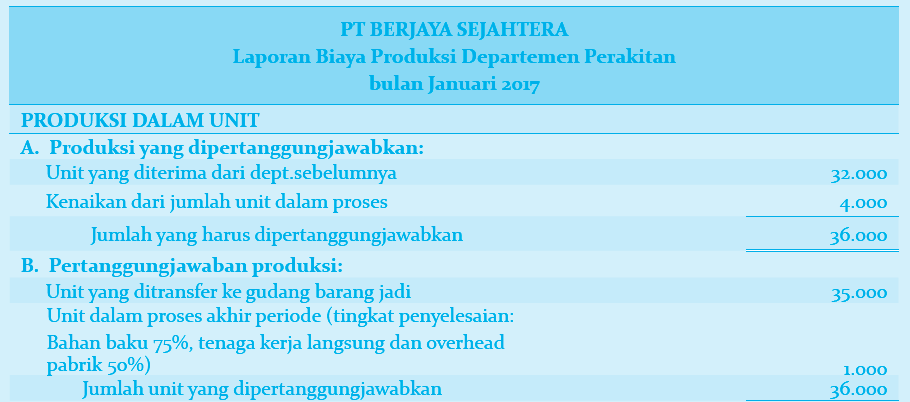 PT BERJAYA SEJAHTERA
Laporan Biaya Produksi Departemen Perakitan
bulan Januari 2017
PRODUKSI DALAM UNIT
A. Produksi yang dipertanggungjawabkan:
Unit yang diterima dari dept.sebelumnya 32.000
Kenaikan dari jumlah unit dalam proses 4.000
Jumlah yang harus dipertanggungjawabkan 36.000
B. Pertanggungjawaban produksi:
Unit yang ditransfer ke gudang barang jadi 35.000
Unit dalam proses akhir periode (tingkat penyelesaian:
Bahan baku 75%, tenaga kerja langsung dan overhead
pabrik 50%) 1.000
Jumlah unit yang dipertanggungjawabkan 36.000